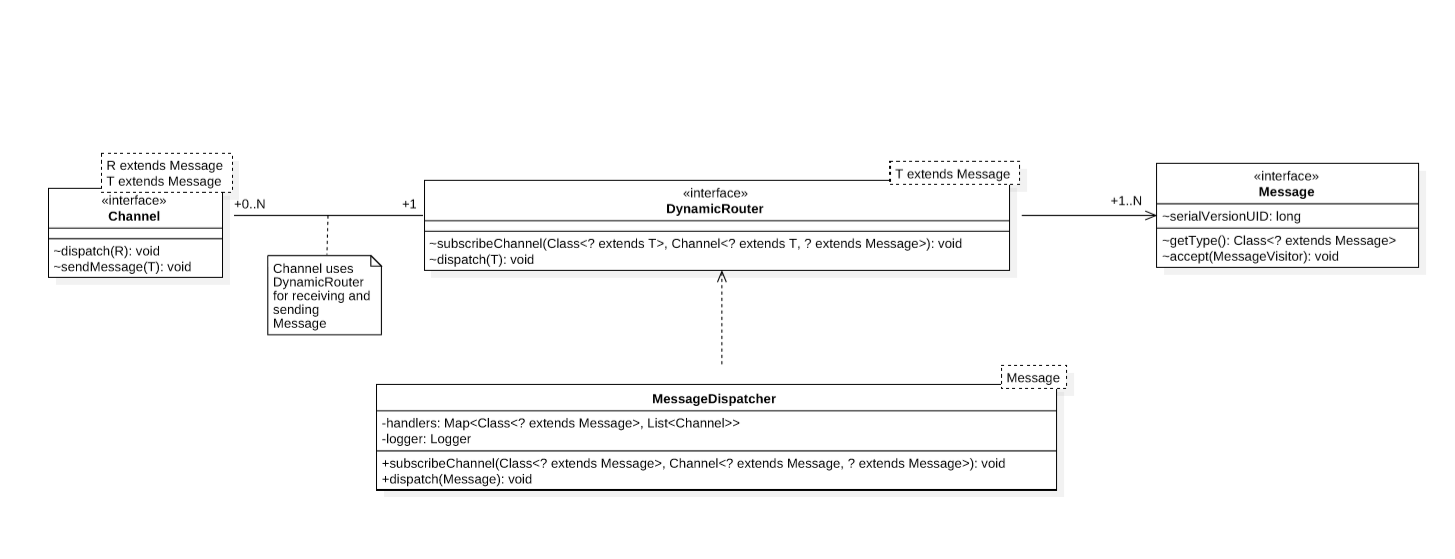 R extends Message
T extends Message
«interface»
Channel
~dispatch(R): void
~sendMessage(T): void
+0..N
+1
Channel uses
DynamicRouter
for receiving and
sending
Message
T extends Message
«interface»
DynamicRouter
~subscribeChannel(Class<? extends T>, Channel<? extends T, ? extends Message>): void
~dispatch(T): void
+1..N
«interface»
Message
~serialVersionUID: long
~getType(): Class<? extends Message>
~accept(MessageVisitor): void
Message
MessageDispatcher
-handlers: Map<Class<? extends Message>, List<Channel>>
-logger: Logger
+subscribeChannel(Class<? extends Message>, Channel<? extends Message, ? extends Message>): void
+dispatch(Message): void